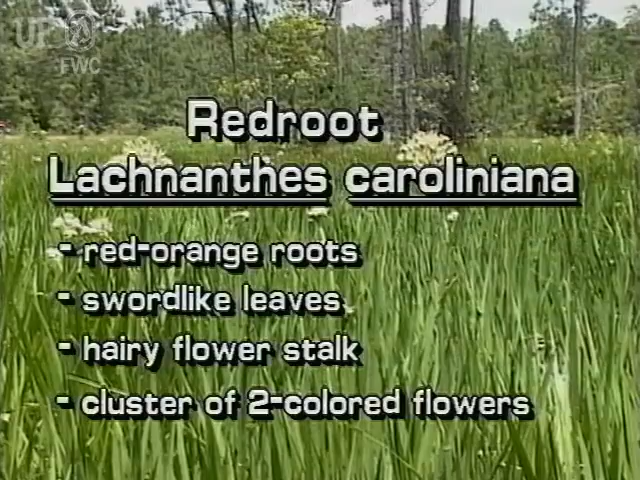 UF
FWC
Redroot
Lachnanthes caroliniana
- red-orange roots
- swordlike leaves
- hairy flower stalk
- cluster of 2-colored flowers